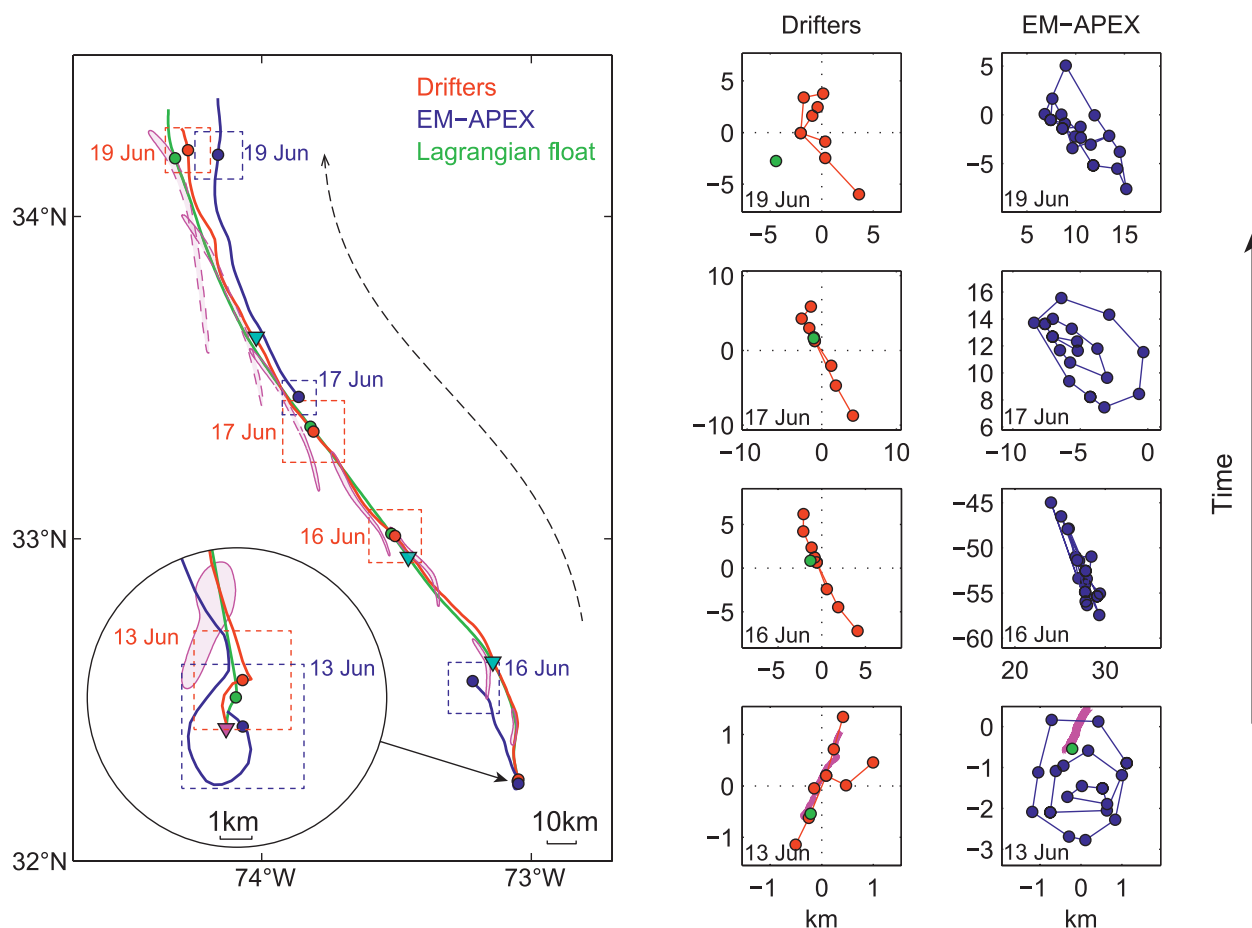 Drifters
EM−APEX
Lagrangian float
19 Jun
19 Jun
34°N
17 Jun
17 Jun
33°N
16 Jun
16 Jun
13 Jun
13 Jun
1km
10km
32°N
74°W
73°W
Drifters
EM−APEX
5
0
−5
19 Jun
−5
0
5
5
0
−5
19 Jun
5
10
15
10
0
−10
17 Jun
−10
0
10
16
14
12
10
8
6
17 Jun
−10
−5
0
5
0
−5
16 Jun
−5
0
5
−45
−50
−55
−60
16 Jun
20
30
1
0
−1
13 Jun
−1
0
1
km
0
−1
−2
−3
13 Jun
−1
0
1
km
Time